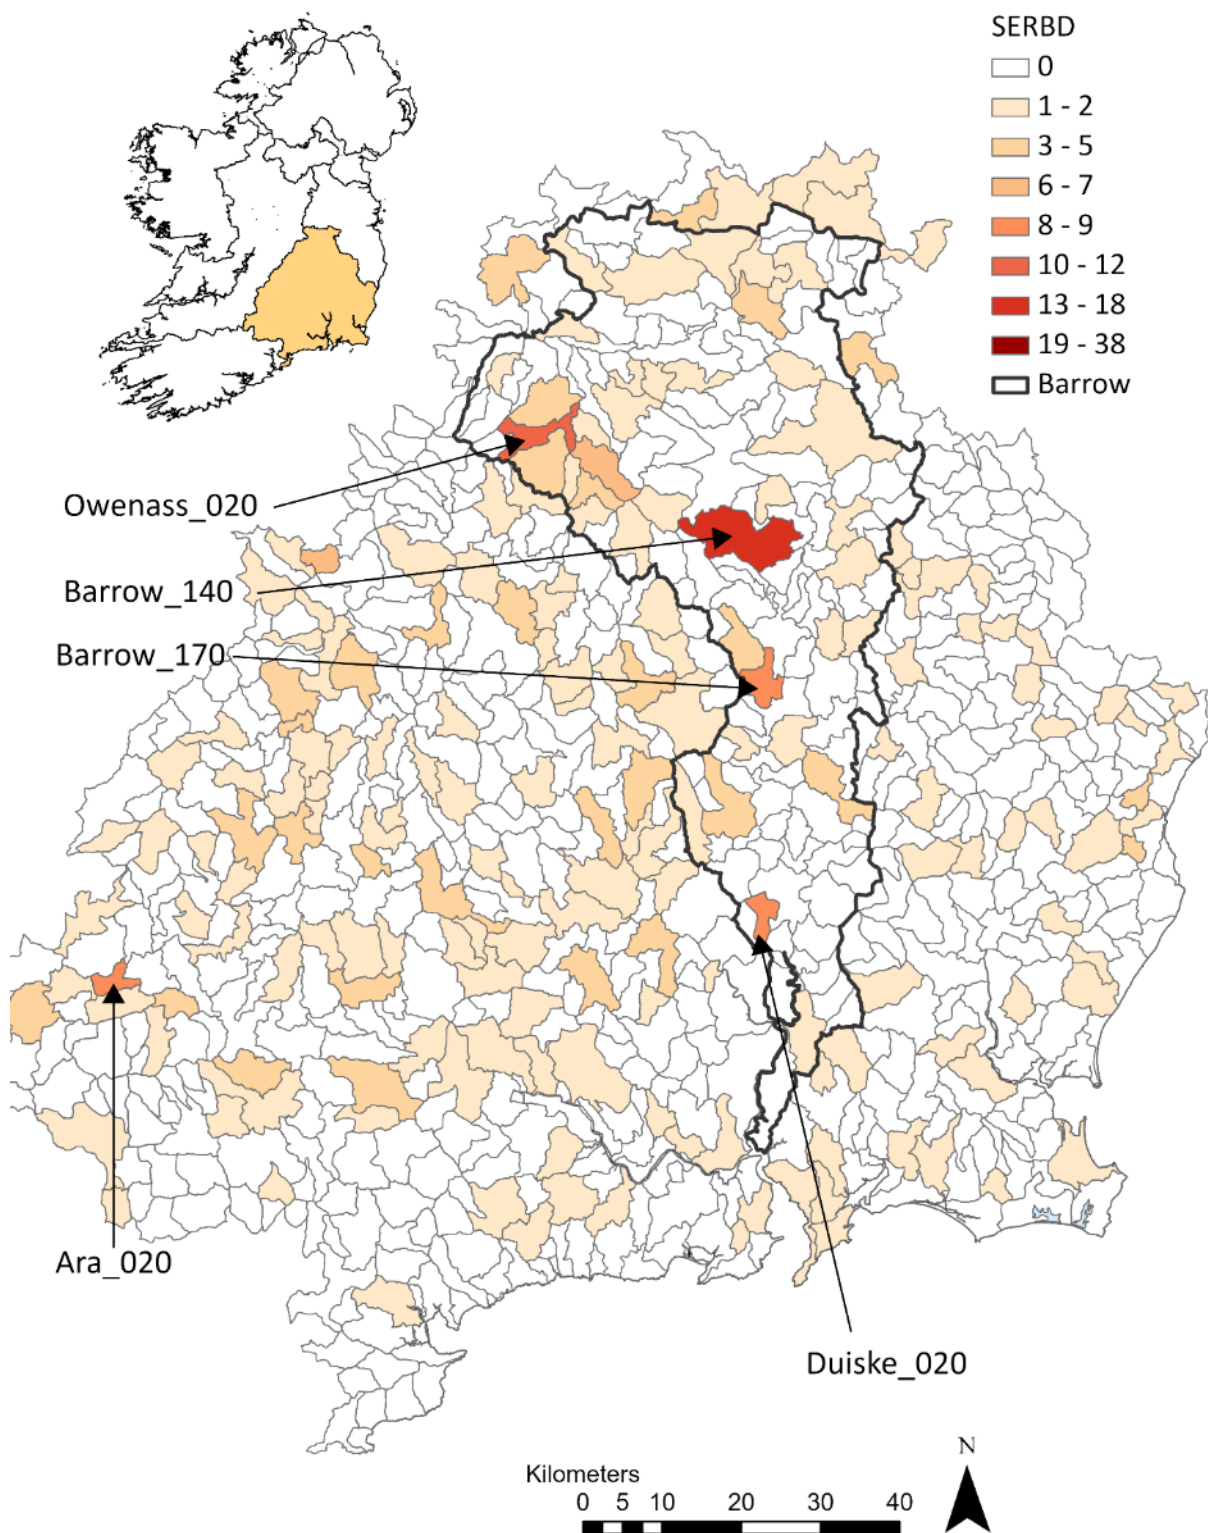 SERBD
0
1 - 2
3 - 5
6 - 7
8 - 9
10 - 12
13 - 18
19 - 38
Barrow
Owenass_020
Barrow_140
Barrow_170
Ara_020
Duiske_020
N
Kilometers
0 5 10 20 30 40